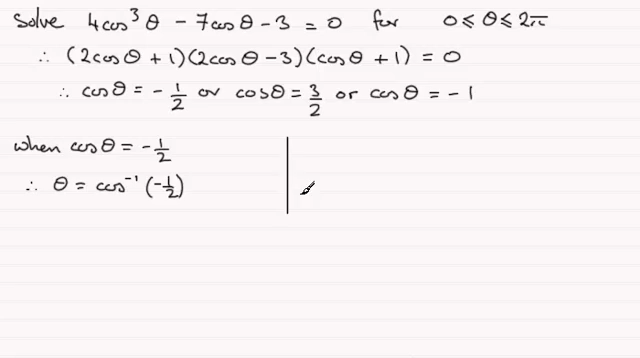 Solve 4cos³θ - 7cosθ - 3 = 0 for 0 ⩽ θ ⩽ 2π
∴ (2cosθ + 1)(2cosθ - 3)(cosθ + 1) = 0
∴ cosθ = -1/2 or cosθ = 3/2 or cosθ = -1
when cosθ = -1/2
∴ θ = cos⁻¹(-1/2)